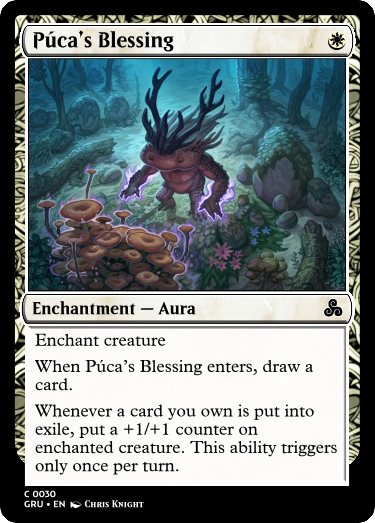 Púca's Blessing
Enchantment — Aura
Enchant creature
When Púca's Blessing enters, draw a
card.
Whenever a card you own is put into
exile, put a +1/+1 counter on
enchanted creature. This ability triggers
only once per turn.
C 0030
GRU • EN Chris Knight